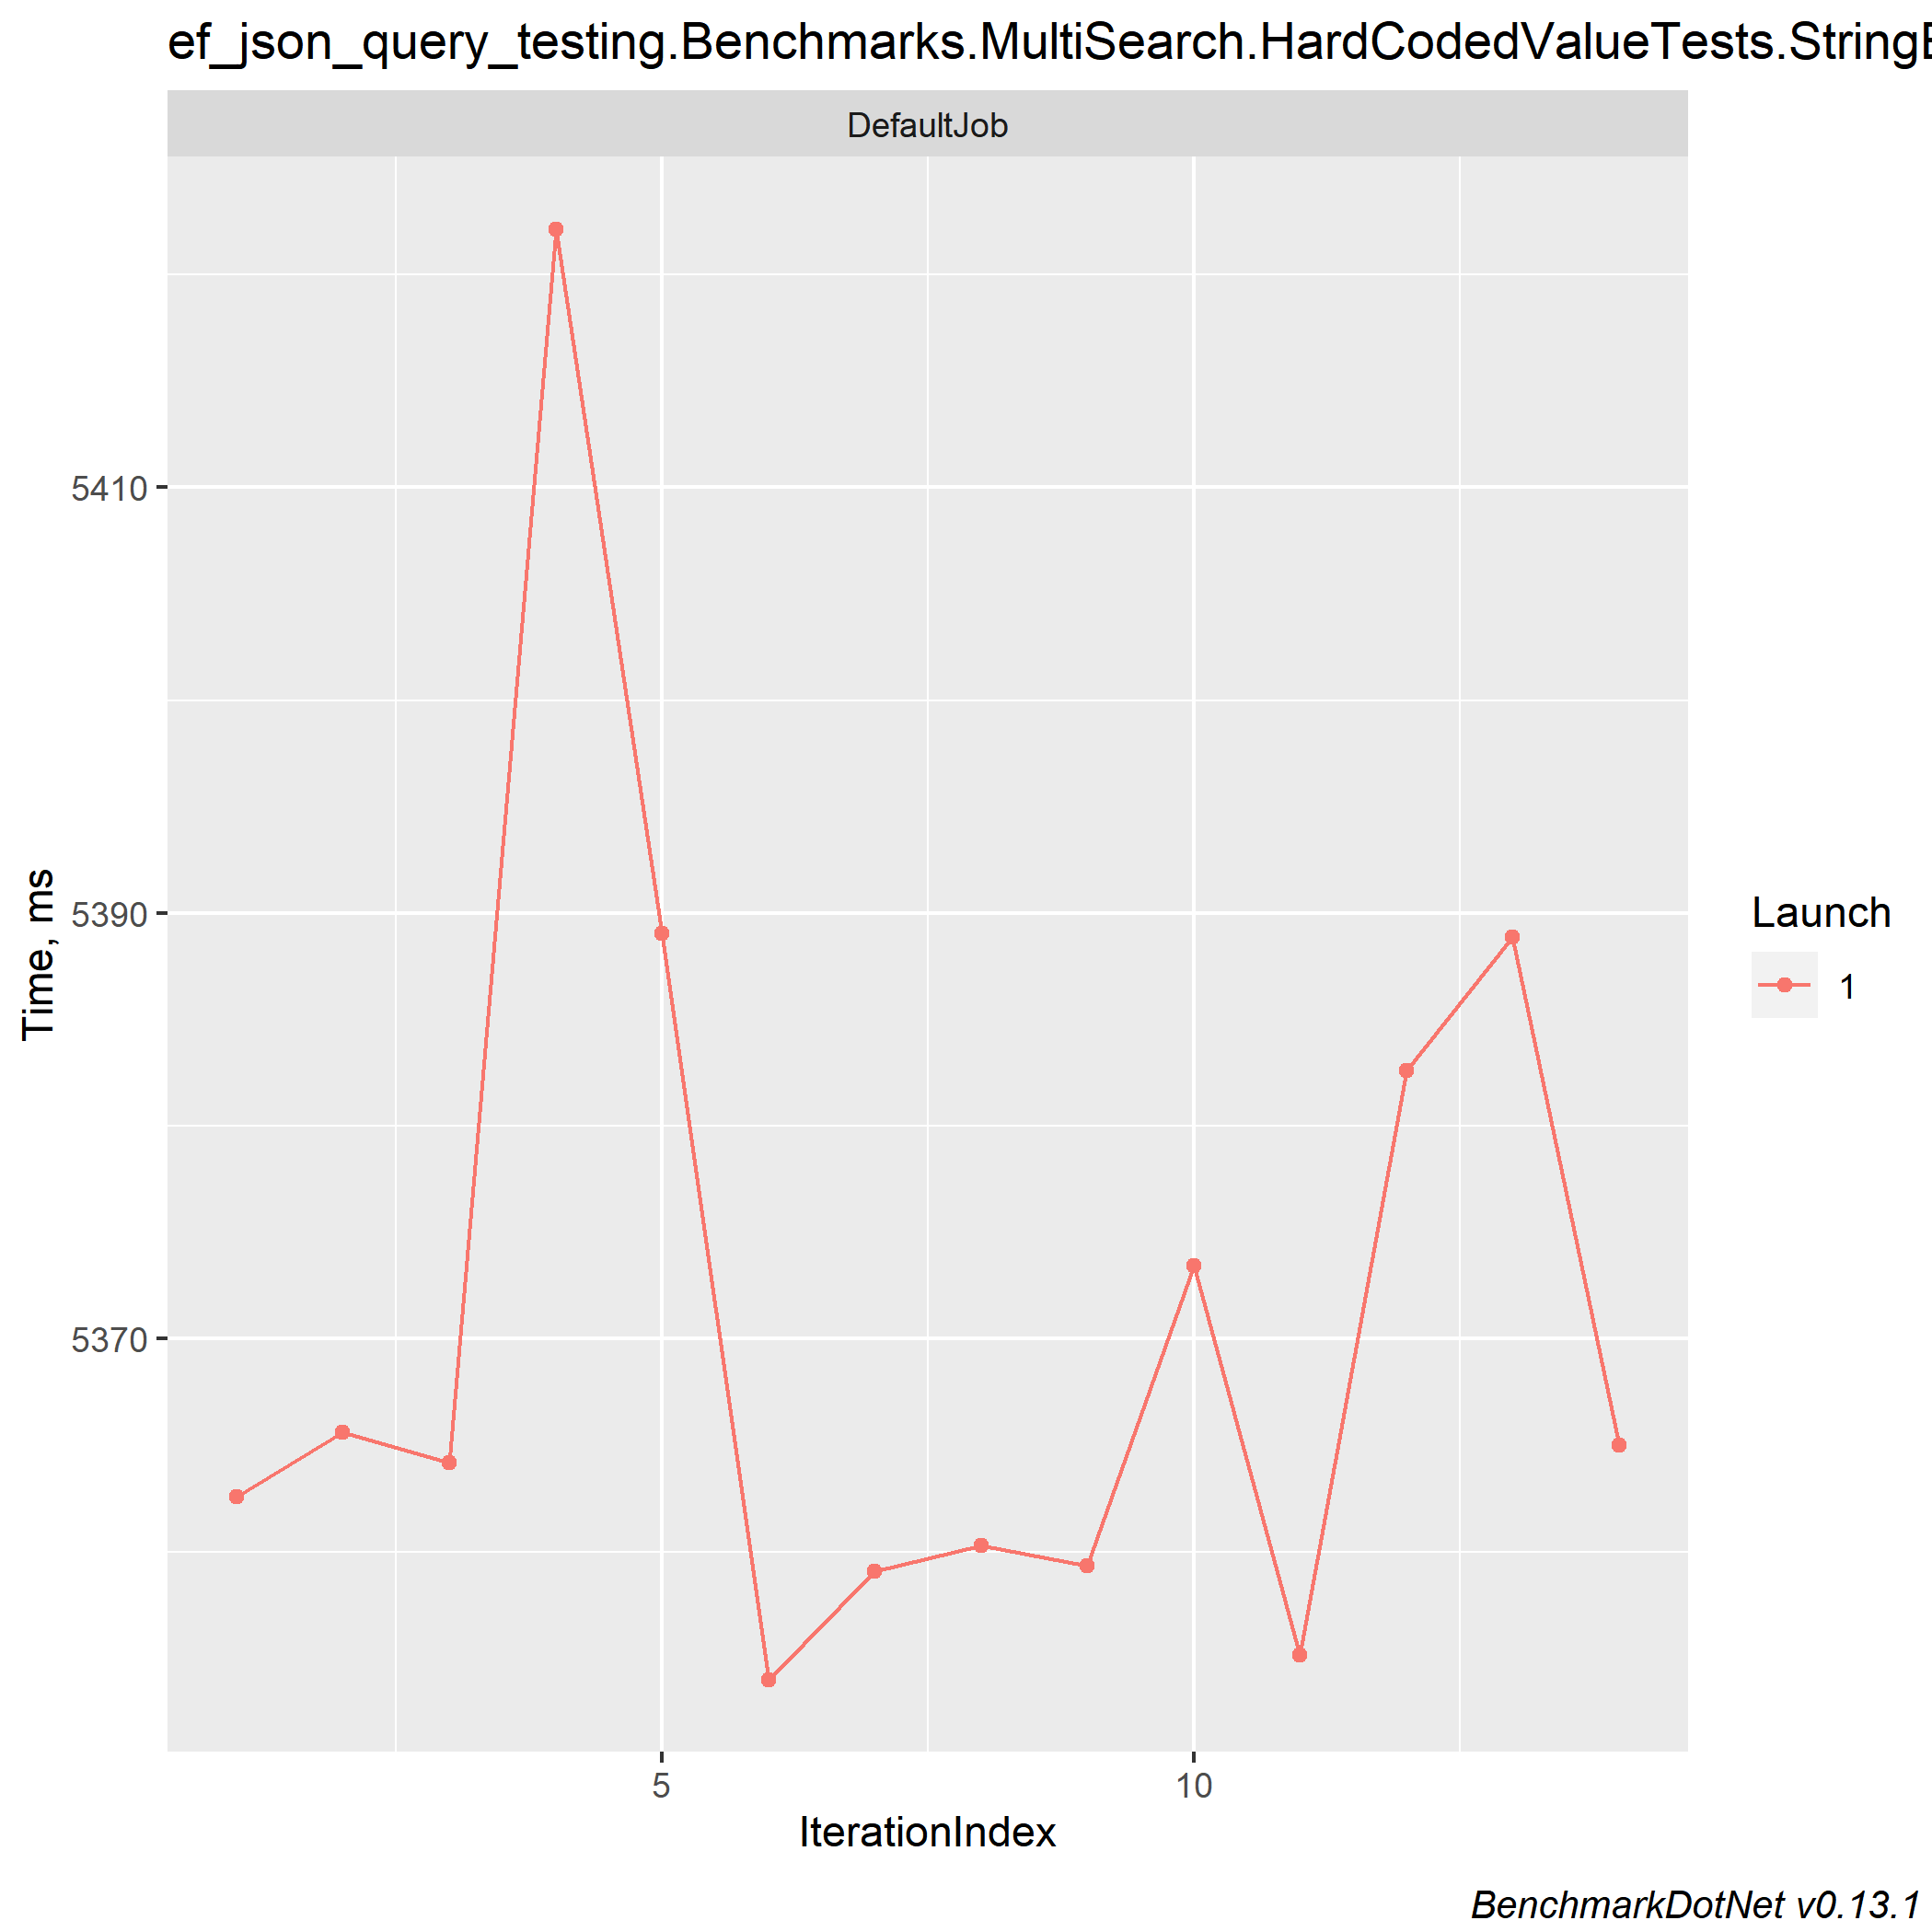 ef_json_query_testing.Benchmarks.MultiSearch.HardCodedValueTests.String
DefaultJob
5410
5390
5370
Time, ms
5
10
IterationIndex
Launch
1
BenchmarkDotNet v0.13.1